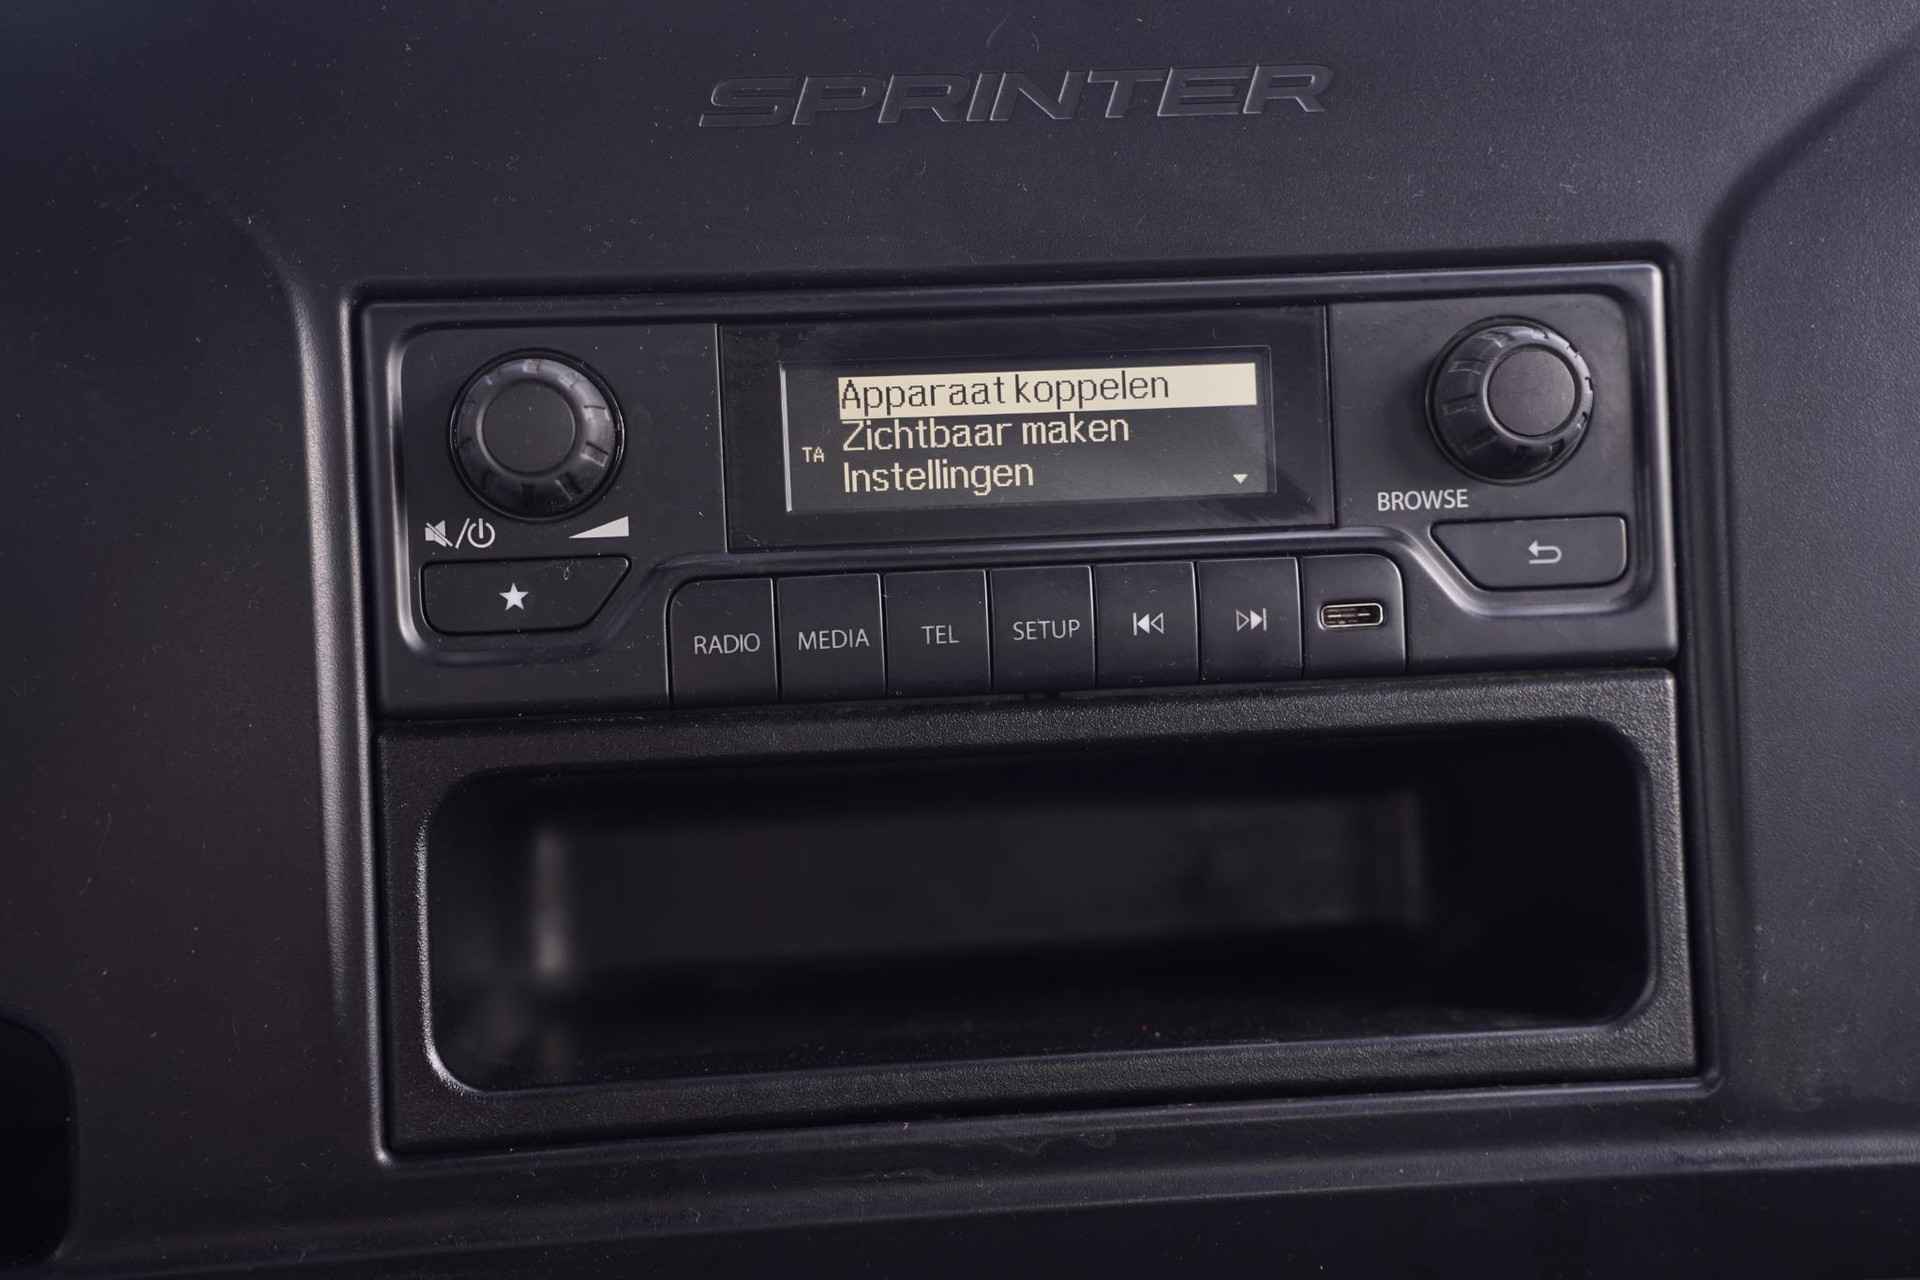 SPRINTER
Apparaat koppelen
Zichtbaar maken
TA
Instellingen
BROWSE
RADIO
MEDIA
TEL
SETUP